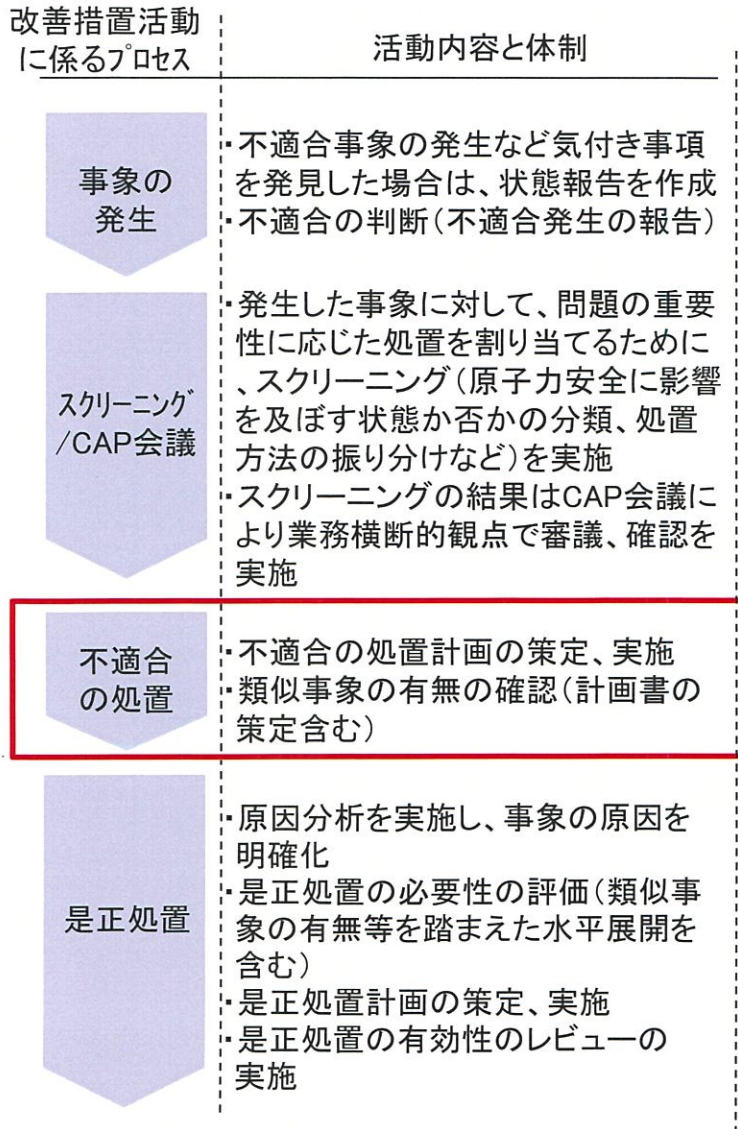 改善措置活動
に係るﾌﾟﾛｾｽ
活動内容と体制
事象の
発生
・不適合事象の発生など気付き事項
を発見した場合は、状態報告を作成
・不適合の判断（不適合発生の報告）
ｽｸﾘｰﾆﾝｸﾞ
/CAP会議
・発生した事象に対して、問題の重要
性に応じた処置を割り当てるために
、スクリーニング（原子力安全に影響
を及ぼす状態か否かの分類、処置
方法の振り分けなど）を実施
・スクリーニングの結果はCAP会議に
より業務横断的観点で審議、確認を
実施
不適合
の処置
・不適合の処置計画の策定、実施
・類似事象の有無の確認（計画書の
策定含む）
是正処置
・原因分析を実施し、事象の原因を
明確化
・是正処置の必要性の評価（類似事
象の有無等を踏まえた水平展開を
含む）
・是正処置計画の策定、実施
・是正処置の有効性のレビューの
実施